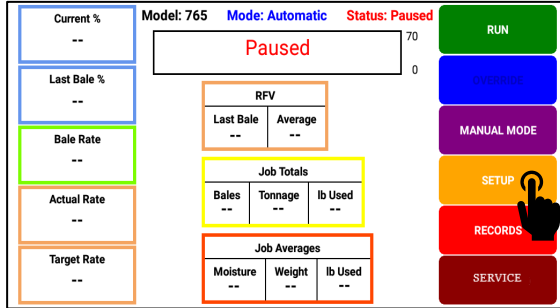 Model: 765 Mode: Automatic Status: Paused
Current %
--
Last Bale %
--
Bale Rate
--
Actual Rate
--
Target Rate
--
Paused
70
0
RFV
Last Bale Average
-- --
Job Totals
Bales Tonnage lb Used
-- -- --
Job Averages
Moisture Weight lb Used
-- -- --
RUN
OVERRIDE
MANUAL MODE
SETUP
RECORDS
SERVICE